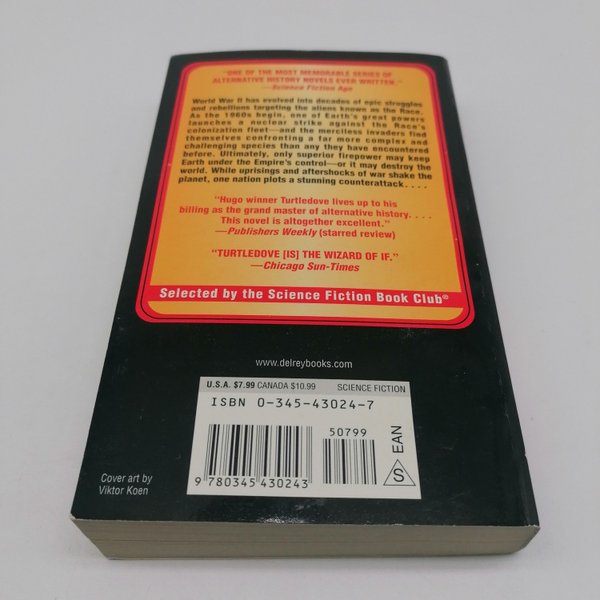 "ONE OF THE MOST MEMORABLE SERIES OF
ALTERNATIVE HISTORY NOVELS EVER WRITTEN."
—Science Fiction Age
World War II has evolved into decades of epic struggles
and rebellions targeting the aliens known as the Race.
As the 1960s begin, one of Earth's great powers
launches a nuclear strike against the Race's
colonization fleet—and the merciless invaders find
themselves confronting a far more complex and
challenging species than any they have encountered
before. Ultimately, only superior firepower may keep
Earth under the Empire's control—or it may destroy the
world. While uprisings and aftershocks of war shake the
planet, one nation plots a stunning counterattack. . . .
"Hugo winner Turtledove lives up to his
billing as the grand master of alternative history. . . .
This novel is altogether excellent."
—Publishers Weekly (starred review)
"TURTLEDOVE [IS] THE WIZARD OF IF."
—Chicago Sun-Times
Selected by the Science Fiction Book Club®
www.delreybooks.com
U.S.A. $7.99 CANADA $10.99 SCIENCE FICTION
ISBN 0-345-43024-7
50799
9 780345 430243
S EAN
Cover art by
Viktor Koen